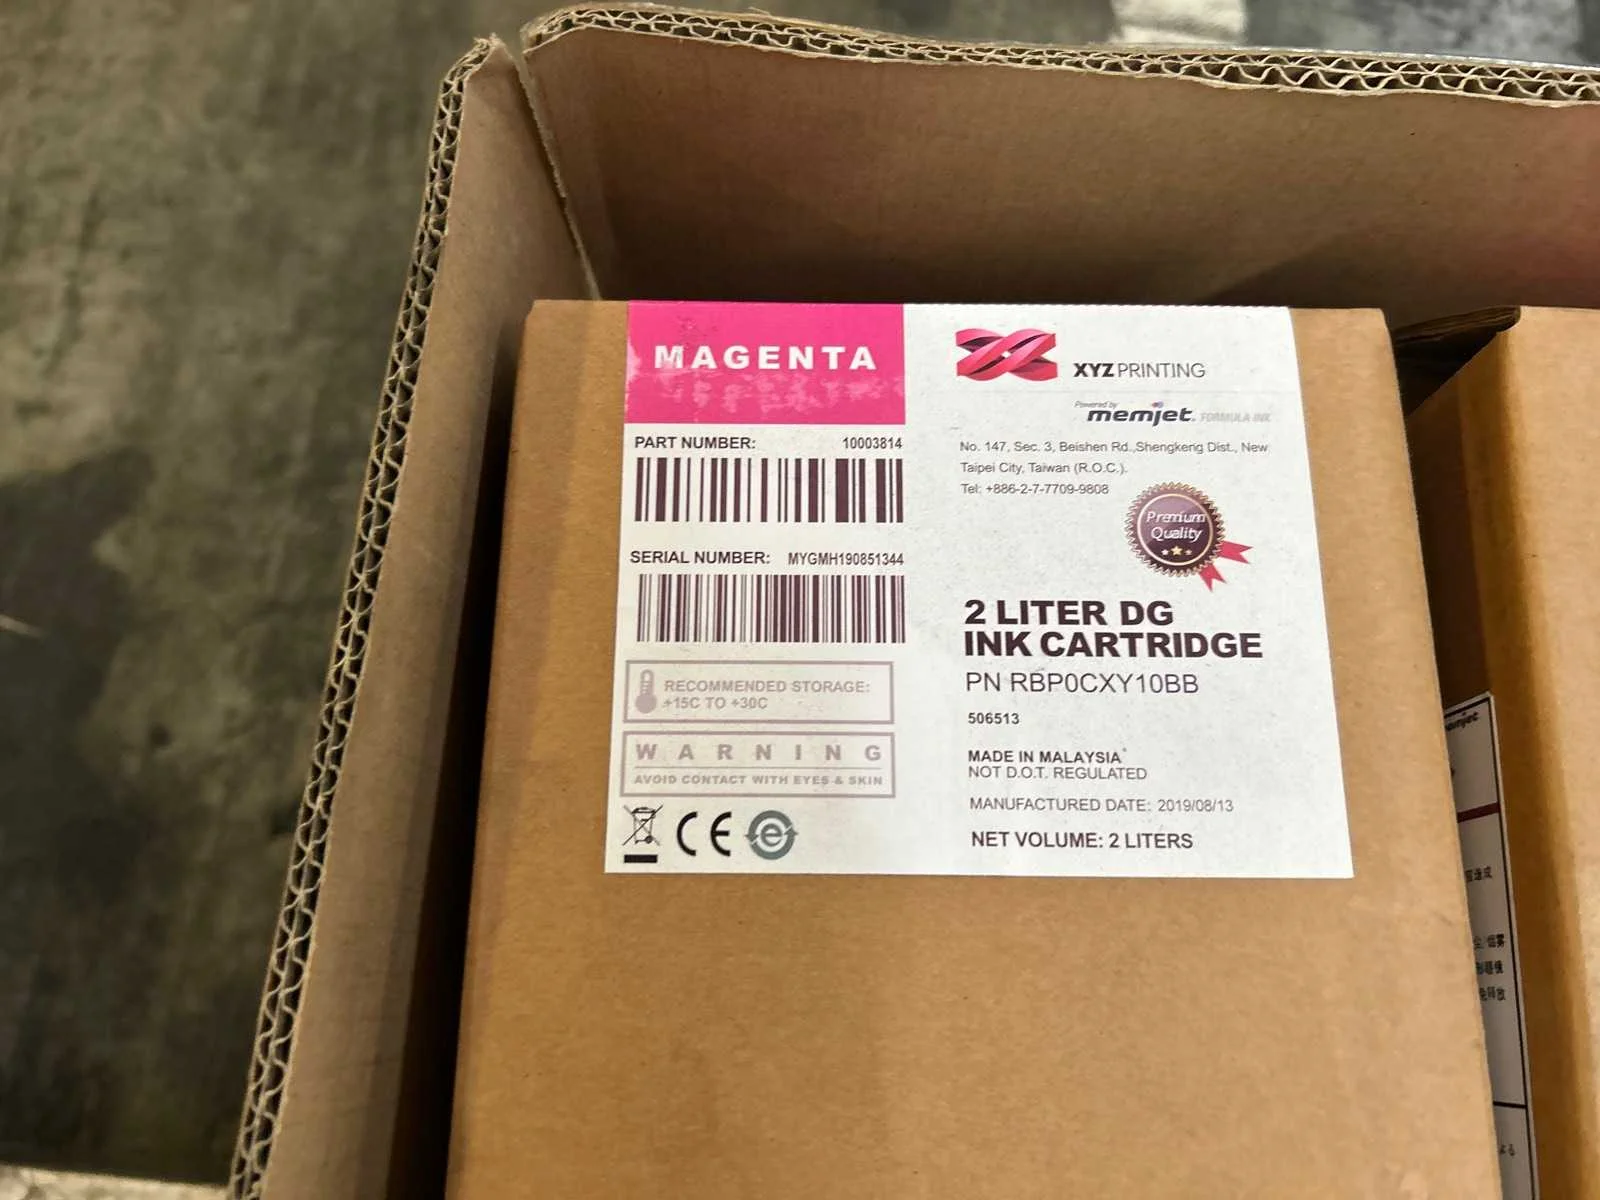 MAGENTA
PART NUMBER: 10003814
SERIAL NUMBER: MYGMH190851344
RECOMMENDED STORAGE:
+15C TO +30C
WARNING
AVOID CONTACT WITH EYES & SKIN
CE
XYZPRINTING
Powered by
memjet. FORMULA INK
No. 147, Sec. 3, Beishen Rd.,Shengkeng Dist., New
Taipei City, Taiwan (R.O.C.).
Tel: +886-2-7-7709-9808
Premium
Quality
2 LITER DG
INK CARTRIDGE
PN RBP0CXY10BB
506513
MADE IN MALAYSIA
NOT D.O.T. REGULATED
MANUFACTURED DATE: 2019/08/13
NET VOLUME: 2 LITERS